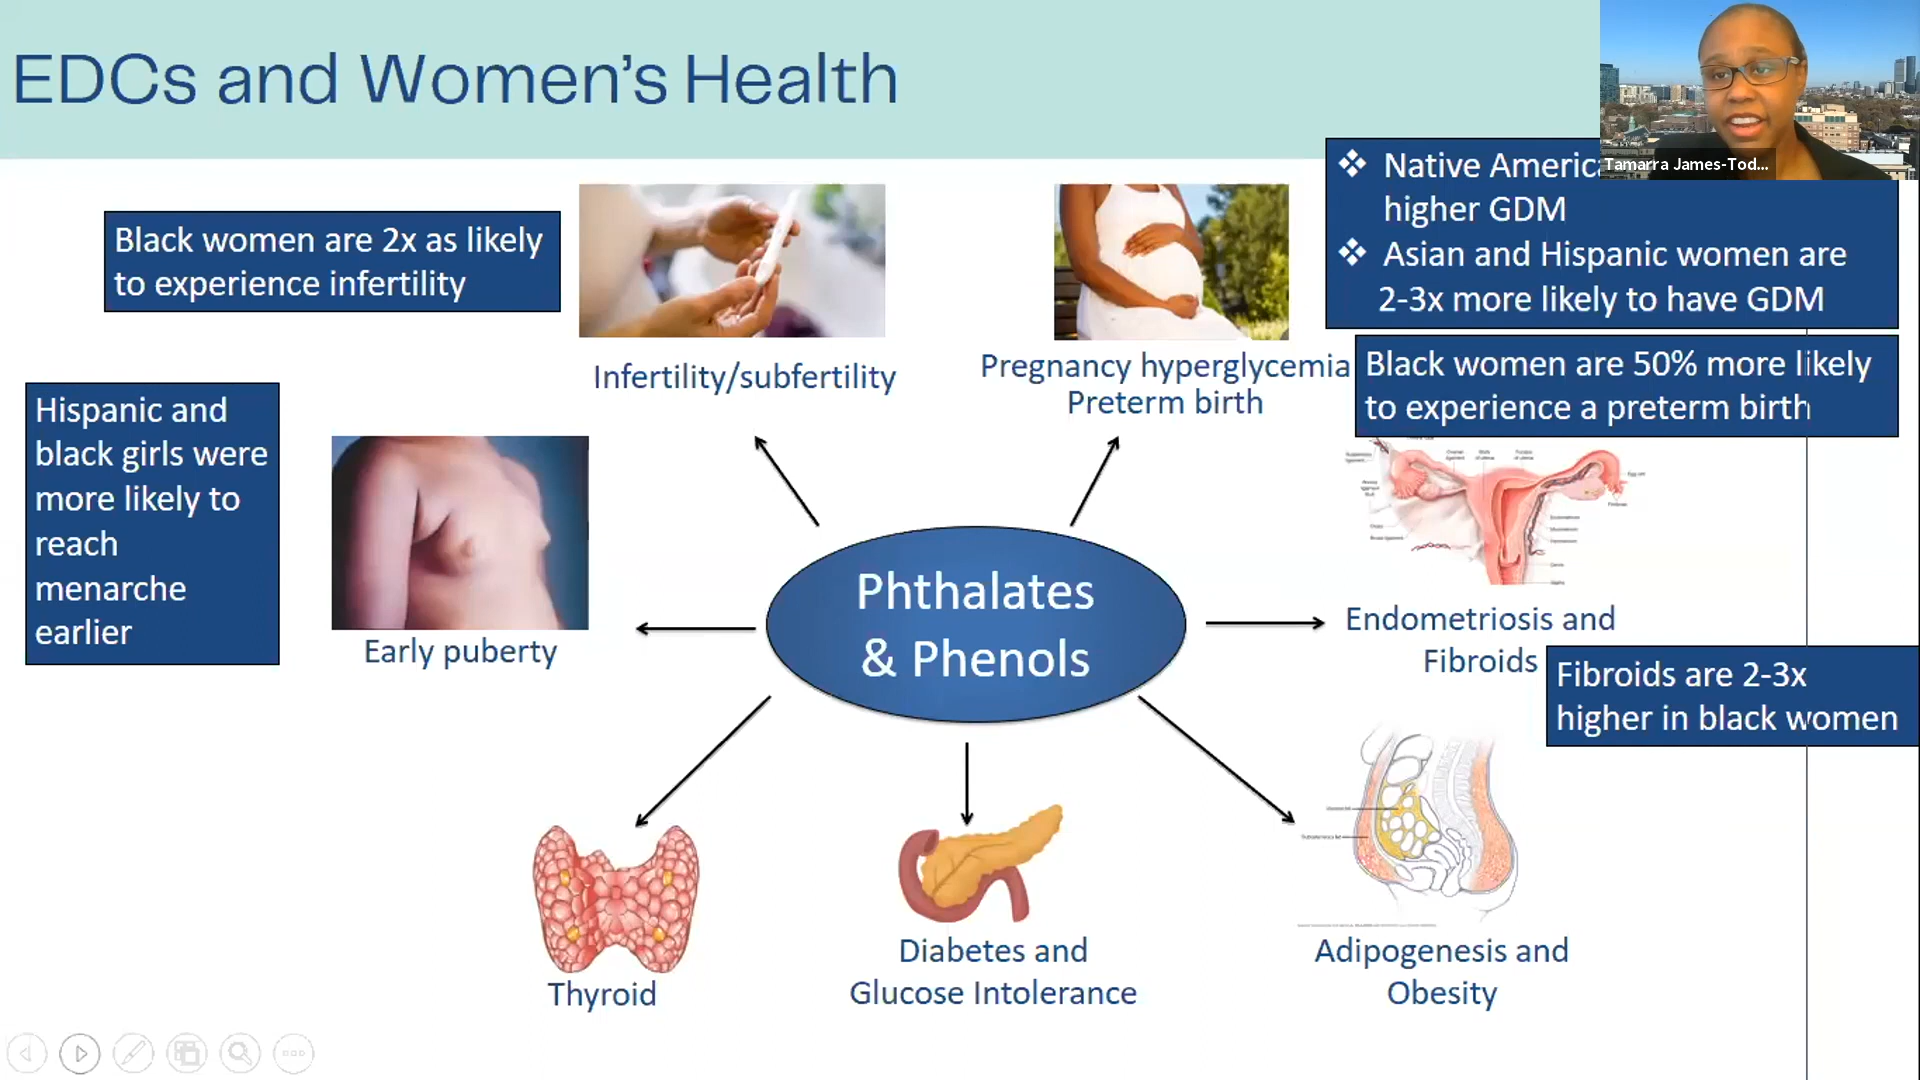 EDCs and Women's Health
Tamarra James-Tod...
❖ Native Americ
higher GDM
❖ Asian and Hispanic women are
2-3x more likely to have GDM
Black women are 2x as likely
to experience infertility
Infertility/subfertility
Pregnancy hyperglycemia
Preterm birth
Black women are 50% more likely
to experience a preterm birth
Hispanic and
black girls were
more likely to
reach
menarche
earlier
Early puberty
Phthalates
& Phenols
Endometriosis and
Fibroids
Fibroids are 2-3x
higher in black women
Thyroid
Diabetes and
Glucose Intolerance
Adipogenesis and
Obesity